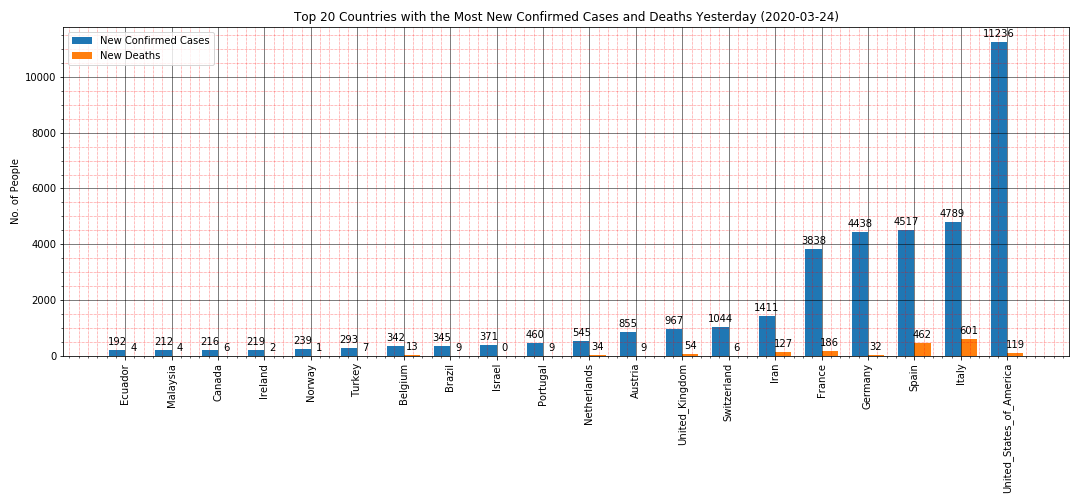 Top 20 Countries with the Most New Confirmed Cases and Deaths Yesterday (2020-03-24)
New Confirmed Cases
New Deaths
No. of People
10000
8000
6000
4000
2000
0
192 4
212 4
216 6
219 2
239 1
293 7
342 13
345 9
371 0
460 9
545 34
855 9
967 54
1044 6
1411 127
3838 186
4438 32
4517 462
4789 601
11236 119
Ecuador
Malaysia
Canada
Ireland
Norway
Turkey
Belgium
Brazil
Israel
Portugal
Netherlands
Austria
United_Kingdom
Switzerland
Iran
France
Germany
Spain
Italy
United_States_of_America